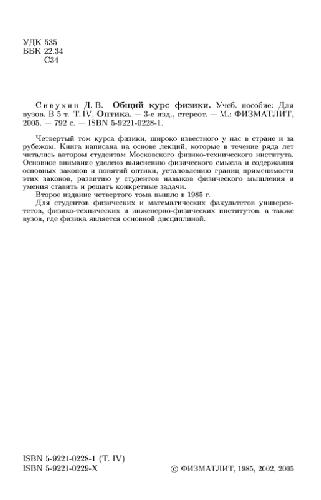 УДК 535
ББК 22.34
С34
Сивухин Д. В. Общий курс физики. Учеб. пособие: Для
вузов. В 5 т. Т. IV. Оптика. — 3-е изд., стереот. — М.: ФИЗМАТЛИТ,
2005. — 792 с. — ISBN 5-9221-0228-1.
Четвертый том курса физики, широко известного у нас в стране и за
рубежом. Книга написана на основе лекций, которые в течение ряда лет
читались автором студентам Московского физико-технического института.
Основное внимание уделено выяснению физического смысла и содержания
основных законов и понятий оптики, установлению границ применимости
этих законов, развитию у студентов навыков физического мышления и
умения ставить и решать конкретные задачи.
Второе издание четвертого тома вышло в 1985 г.
Для студентов физических и математических факультетов универси-
тетов, физико-технических и инженерно-физических институтов, а также
вузов, где физика является основной дисциплиной.
ISBN 5-9221-0228-1 (Т. IV)
ISBN 5-9221-0229-X
© ФИЗМАТЛИТ, 1985, 2002, 2005